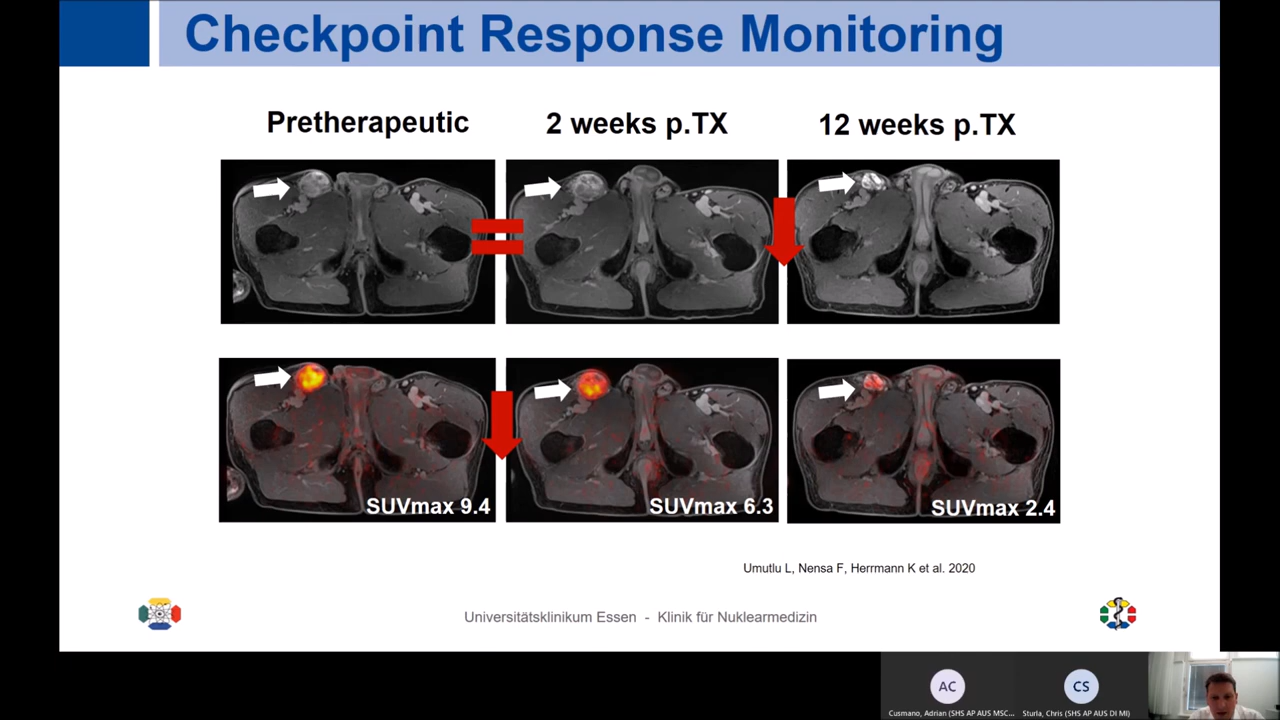 Checkpoint Response Monitoring
Pretherapeutic
2 weeks p.TX
12 weeks p.TX
SUVmax 9.4
SUVmax 6.3
SUVmax 2.4
Umutlu L, Nensa F, Herrmann K et al. 2020
Universitätsklinikum Essen - Klinik für Nuklearmedizin
AC
CS
Cusmano, Adrian (SHS AP AUS MSC...
Sturla, Chris (SHS AP AUS DI MI)